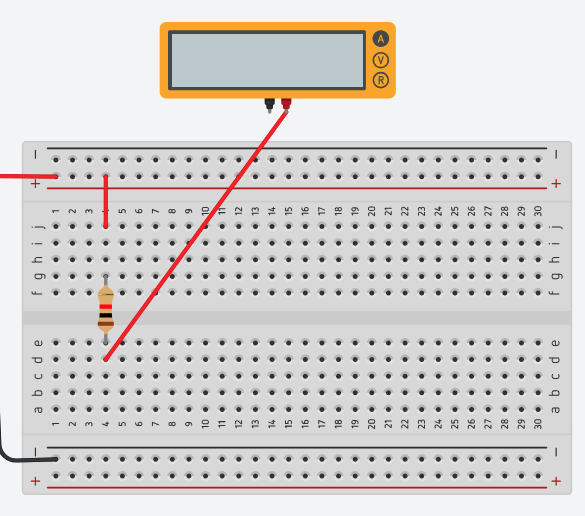 A
V
R
− −
+ +
1 2 3 4 5 6 7 8 9 10 11 12 13 14 15 16 17 18 19 20 21 22 23 24 25 26 27 28 29 30
j j
i i
h h
g g
f f
e e
d d
c c
b b
a a
1 2 3 4 5 6 7 8 9 10 11 12 13 14 15 16 17 18 19 20 21 22 23 24 25 26 27 28 29 30
− −
+ +